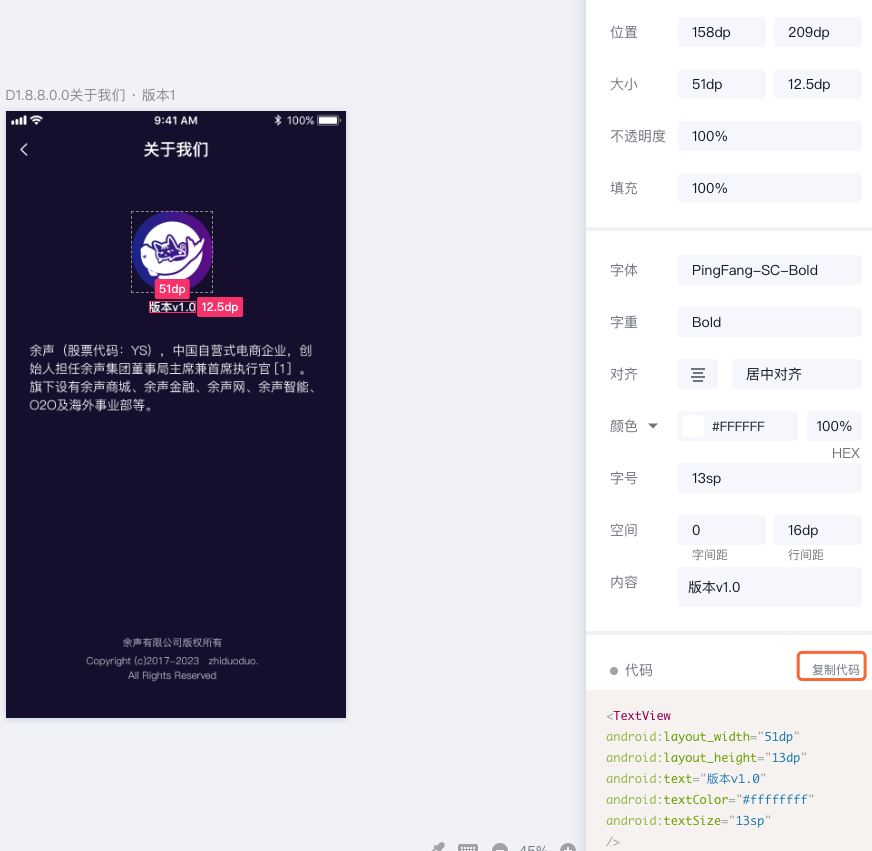 D1.8.8.0.0关于我们 · 版本1
9:41 AM
100%
关于我们
51dp
版本v1.0
12.5dp
余声（股票代码：YS），中国自营式电商企业，创
始人担任余声集团董事局主席兼首席执行官 [1] 。
旗下设有余声商城、余声金融、余声网、余声智能、
O2O及海外事业部等。
余声有限公司版权所有
Copyright (c)2017-2023 zhiduoduo.
All Rights Reserved
45%
位置 158dp 209dp
大小 51dp 12.5dp
不透明度 100%
填充 100%
字体 PingFang-SC-Bold
字重 Bold
对齐 居中对齐
颜色 #FFFFFF 100%
HEX
字号 13sp
空间 0 16dp
字间距 行间距
内容 版本v1.0
代码 复制代码
<TextView
android:layout_width="51dp"
android:layout_height="13dp"
android:text="版本v1.0"
android:textColor="#ffffffff"
android:textSize="13sp"
/>